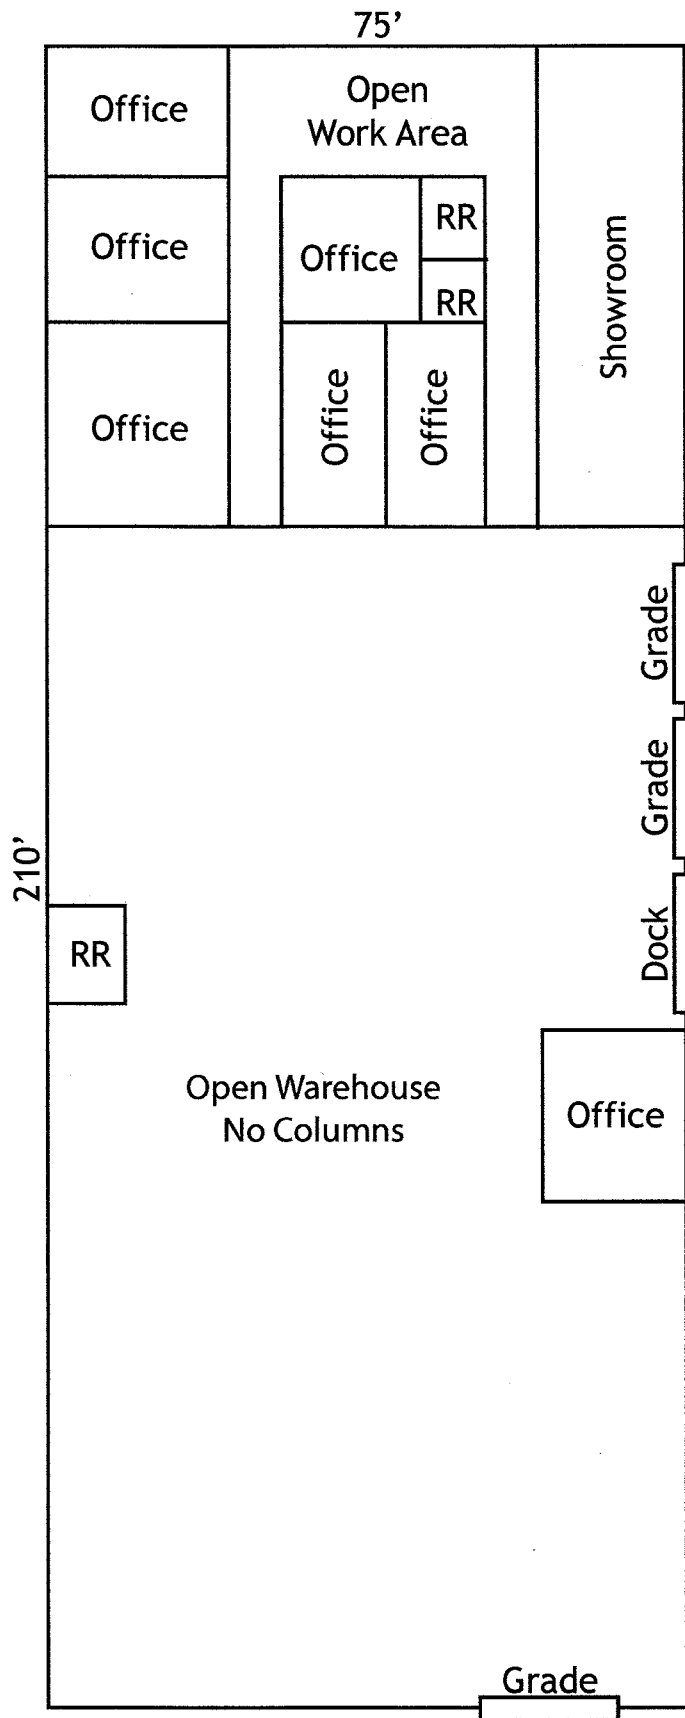 75’
Office
Open
Work Area
Office
Office
RR
RR
Showroom
Office
Office
Office
Grade
Grade
210’
Dock
RR
Open Warehouse
No Columns
Office
Grade